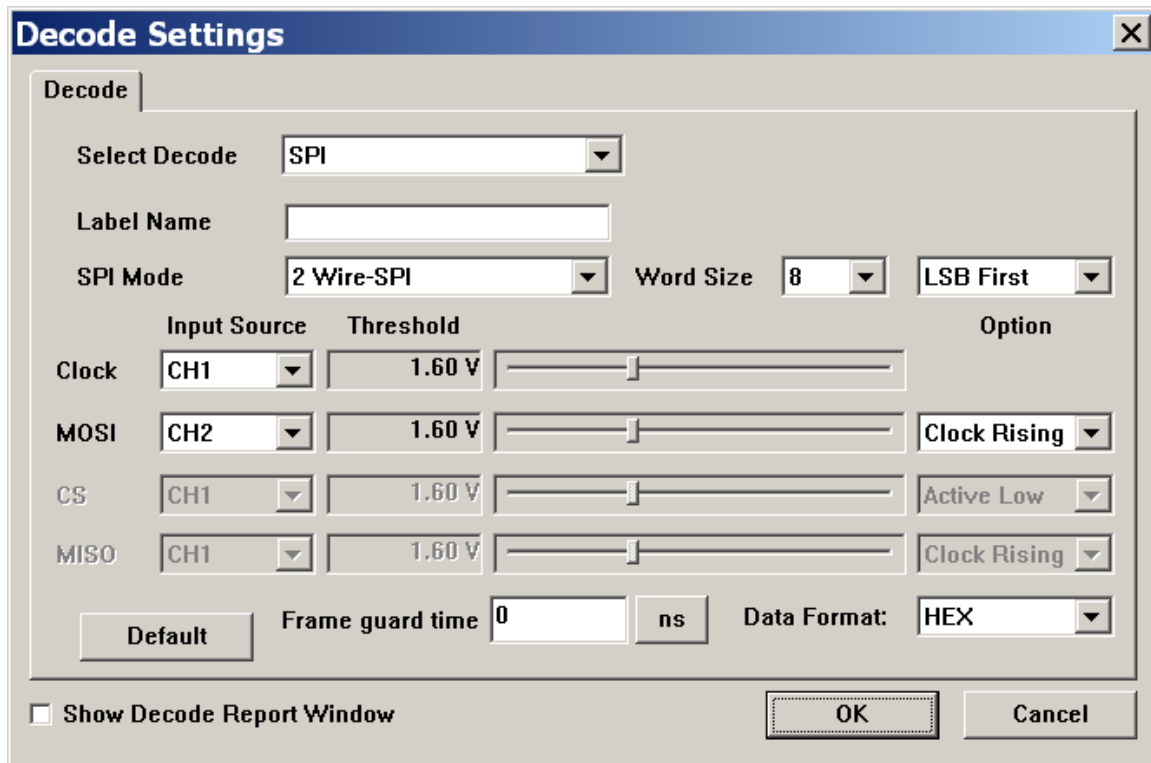 Decode Settings
Decode
Select Decode SPI
Label Name
SPI Mode 2 Wire-SPI Word Size 8 LSB First
Input Source Threshold Option
Clock CH1 1.60 V
MOSI CH2 1.60 V Clock Rising
CS CH1 1.60 V Active Low
MISO CH1 1.60 V Clock Rising
Default Frame guard time 0 ns Data Format: HEX
Show Decode Report Window OK Cancel